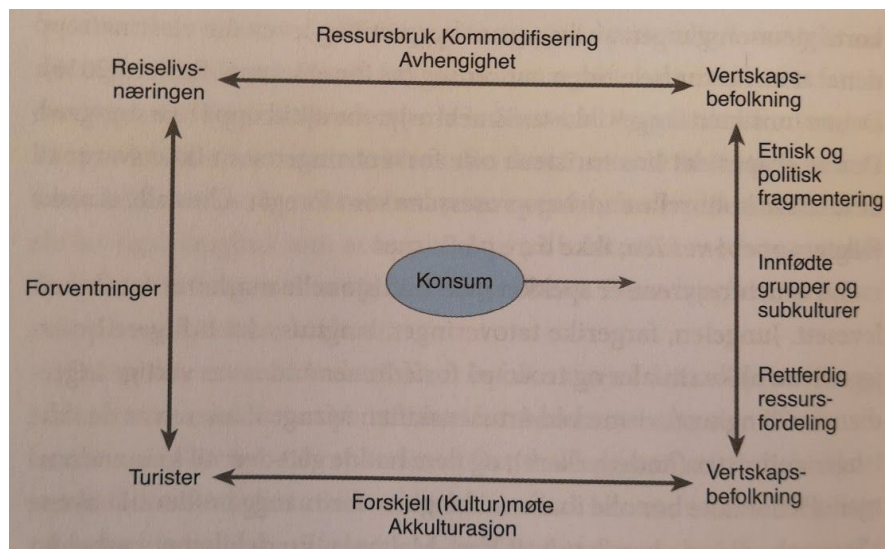 Ressursbruk Kommodifisering
Avhengighet
Reiselivs-
næringen
Vertskaps-
befolkning
Etnisk og
politisk
fragmentering
Forventninger
Konsum
Innfødte
grupper og
subkulturer
Rettferdig
ressurs-
fordeling
Turister
Vertskaps-
befolkning
Forskjell (Kultur)møte
Akkulturasjon